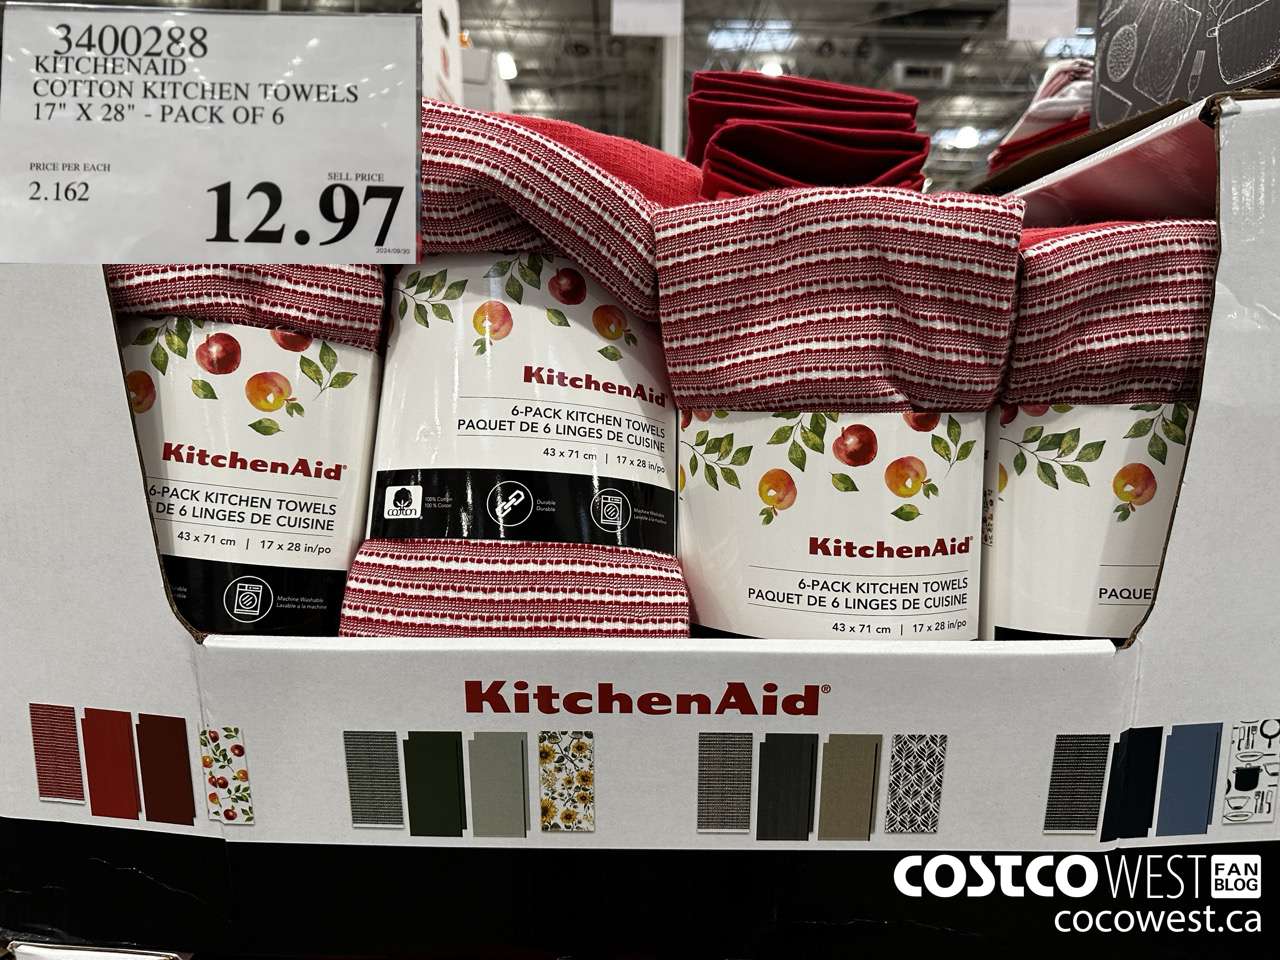 3400288
KITCHENAID
COTTON KITCHEN TOWELS
17" X 28" - PACK OF 6
PRICE PER EACH
2.162
SELL PRICE
12.97
2024/09/30
KitchenAid®
6-PACK KITCHEN TOWELS
DE 6 LINGES DE CUISINE
43 x 71 cm | 17 x 28 in/po
Machine Washable
Lavable a la machine
KitchenAid
6-PACK KITCHEN TOWELS
PAQUET DE 6 LINGES DE CUISINE
43 x 71 cm | 17 x 28 in/po
cotton
100% Cotton
100% Coton
Durable
Durable
Machine Washable
Lavable a la machine
KitchenAid®
6-PACK KITCHEN TOWELS
PAQUET DE 6 LINGES DE CUISINE
43 x 71 cm | 17 x 28 in/po
PAQUE
KitchenAid®
COSTCO WEST FAN BLOG
cocowest.ca